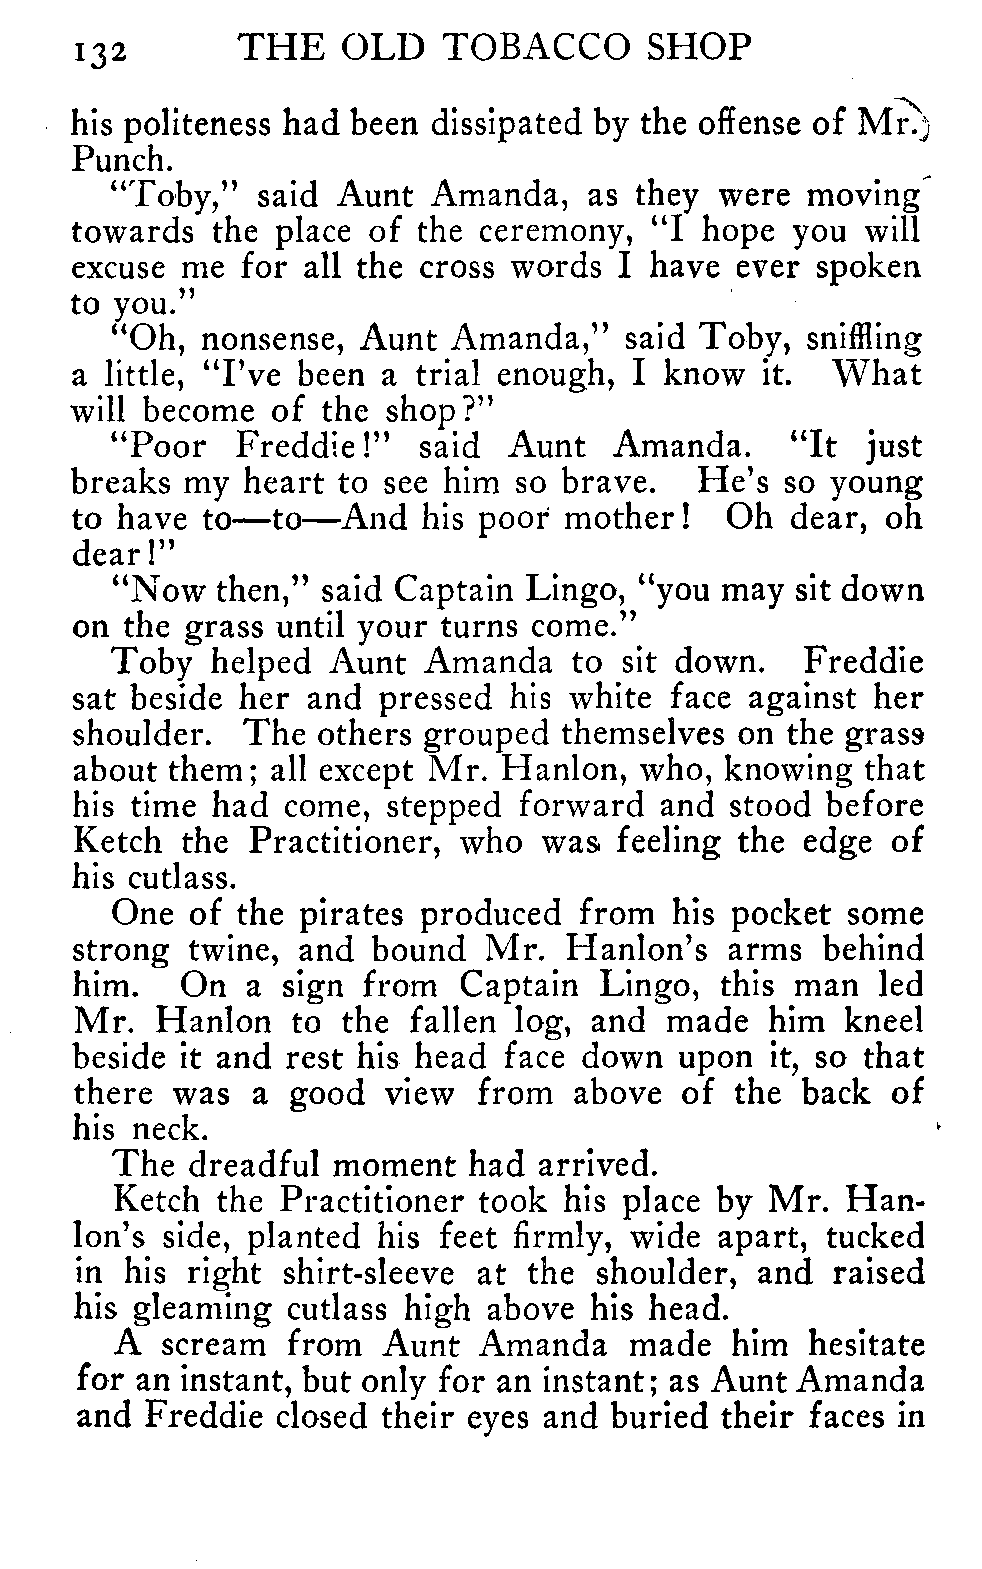 132 THE OLD TOBACCO SHOP
his politeness had been dissipated by the offense of Mr.
Punch.
"Toby," said Aunt Amanda, as they were moving
towards the place of the ceremony, "I hope you will
excuse me for all the cross words I have ever spoken
to you."
"Oh, nonsense, Aunt Amanda," said Toby, sniffling
a little, "I've been a trial enough, I know it. What
will become of the shop?"
"Poor Freddie!" said Aunt Amanda. "It just
breaks my heart to see him so brave. He's so young
to have to—to—And his poor mother! Oh dear, oh
dear!"
"Now then," said Captain Lingo, "you may sit down
on the grass until your turns come."
Toby helped Aunt Amanda to sit down. Freddie
sat beside her and pressed his white face against her
shoulder. The others grouped themselves on the grass
about them; all except Mr. Hanlon, who, knowing that
his time had come, stepped forward and stood before
Ketch the Practitioner, who was feeling the edge of
his cutlass.
One of the pirates produced from his pocket some
strong twine, and bound Mr. Hanlon's arms behind
him. On a sign from Captain Lingo, this man led
Mr. Hanlon to the fallen log, and made him kneel
beside it and rest his head face down upon it, so that
there was a good view from above of the back of
his neck.
The dreadful moment had arrived.
Ketch the Practitioner took his place by Mr. Han-
lon's side, planted his feet firmly, wide apart, tucked
in his right shirt-sleeve at the shoulder, and raised
his gleaming cutlass high above his head.
A scream from Aunt Amanda made him hesitate
for an instant, but only for an instant; as Aunt Amanda
and Freddie closed their eyes and buried their faces in